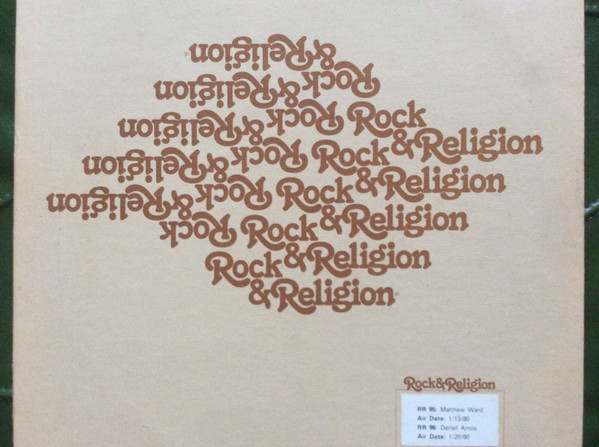 &Religion®
&Religion Rock
&Religion Rock Rock
&Religion Rock Rock &Religion
&Religion Rock Rock &Religion
Rock Rock &Religion
Rock &Religion
&Religion®
Rock&Religion
RR 95: Matthew Ward
Air Date: 1/13/80
RR 96: Daniel Amos
Air Date: 1/20/80